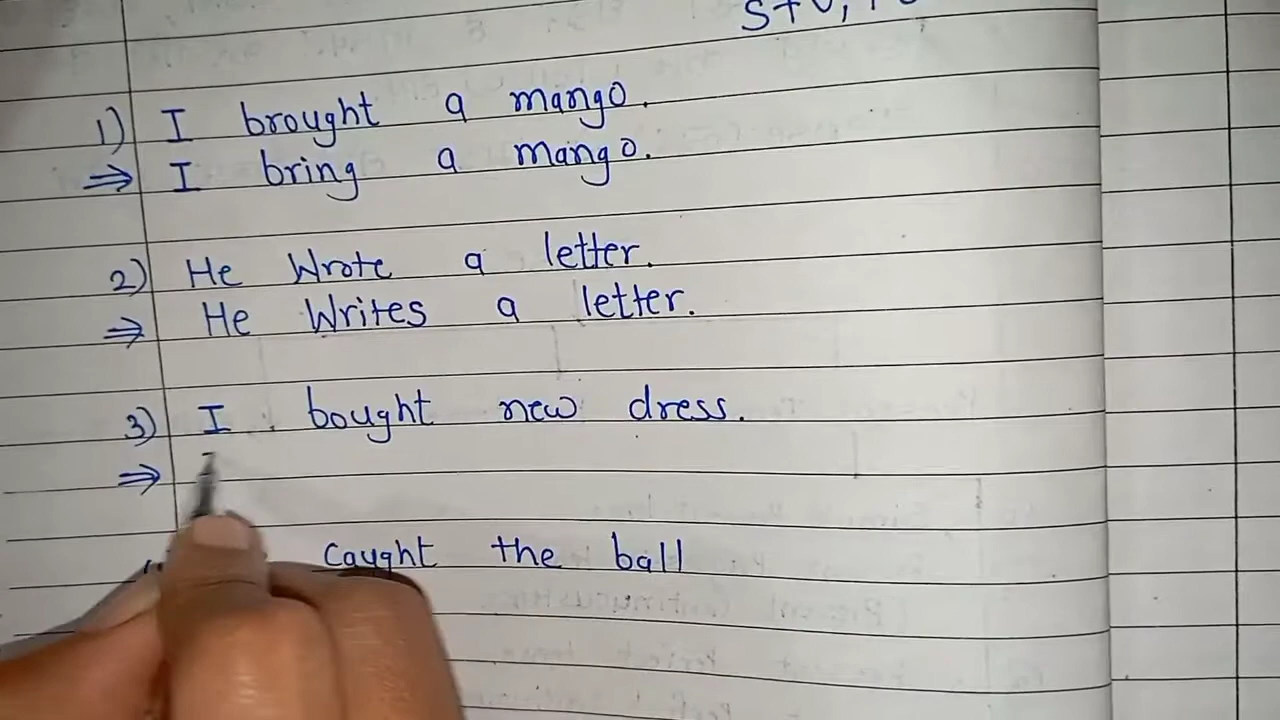 S+V,
1) I brought a mango.
⇒ I bring a mango.
2) He Wrote a letter.
⇒ He Writes a letter.
3) I bought new dress.
⇒
caught the ball